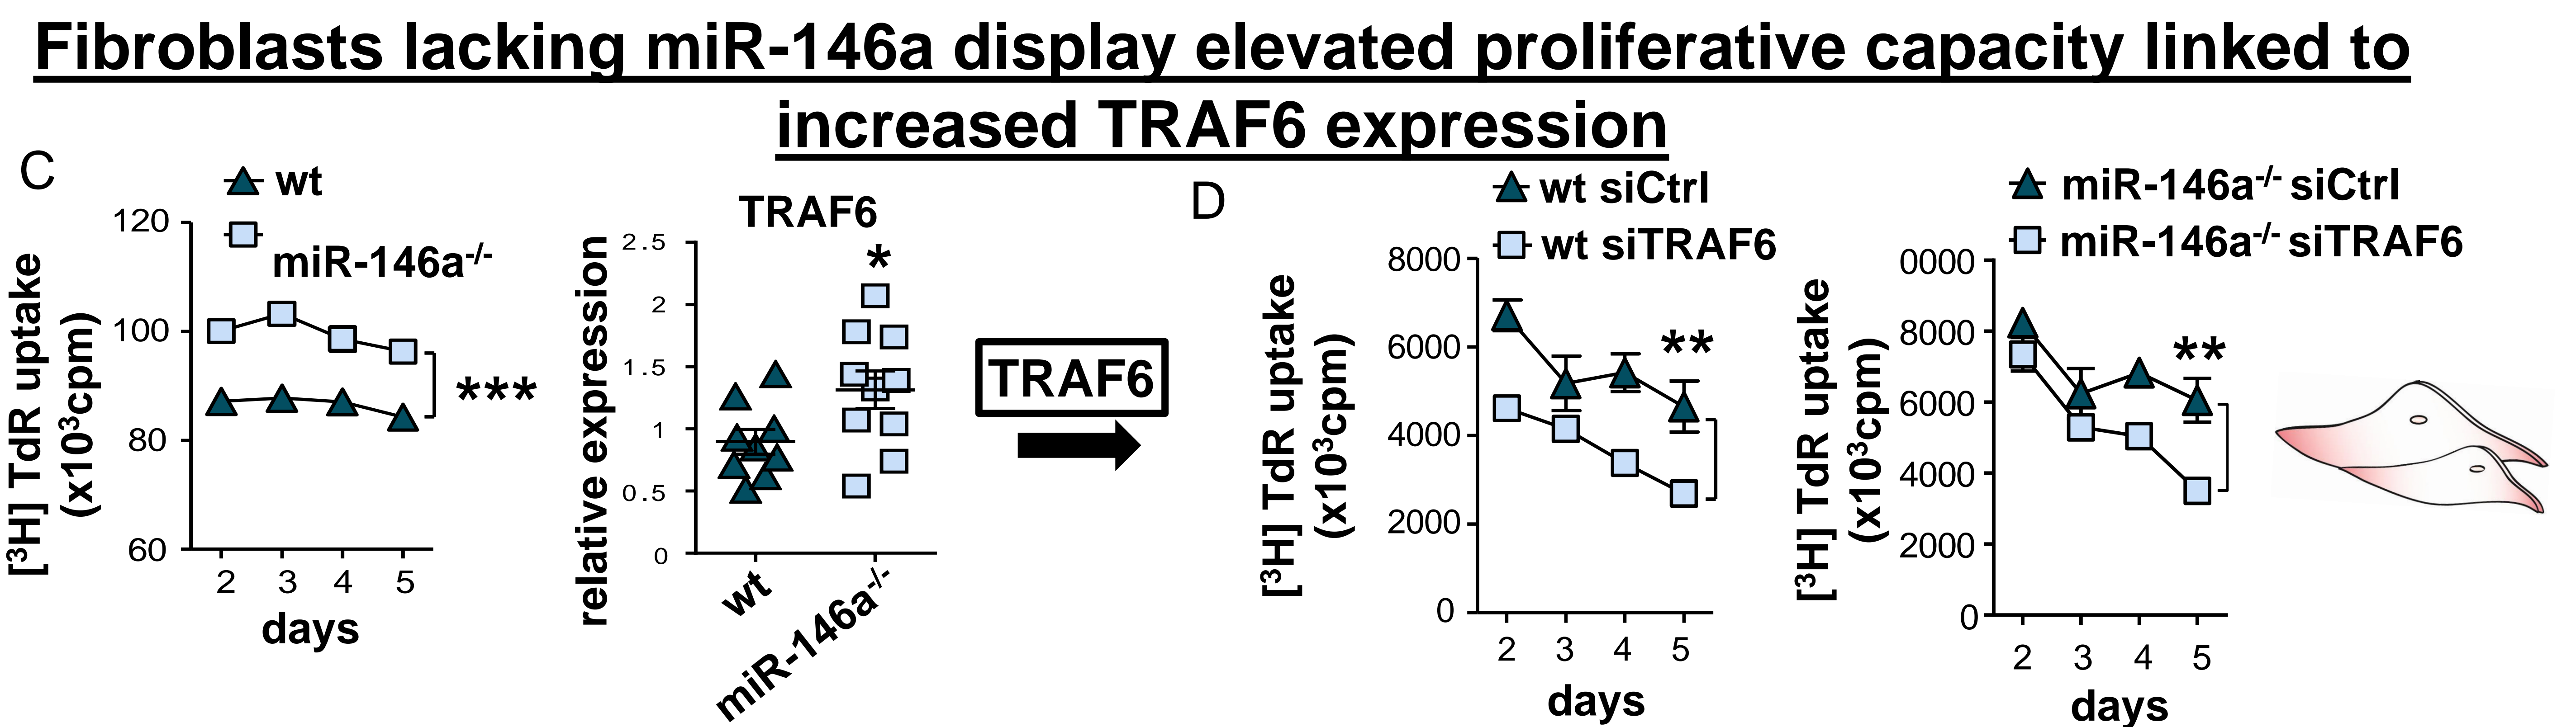 Fibroblasts lacking miR-146a display elevated proliferative capacity linked to
increased TRAF6 expression
C
wt
miR-146a-/-
[3H] TdR uptake
(x10³cpm)
120
100
80
60
2 3 4 5
days
***
TRAF6
relative expression
2.5
2
1.5
1
0.5
0
*
wt
miR-146a-/-
TRAF6
D
wt siCtrl
wt siTRAF6
[3H] TdR uptake
(x10³cpm)
8000
6000
4000
2000
0
2 3 4 5
days
**
miR-146a-/- siCtrl
miR-146a-/- siTRAF6
[3H] TdR uptake
(x10³cpm)
0000
8000
6000
4000
2000
0
2 3 4 5
days
**